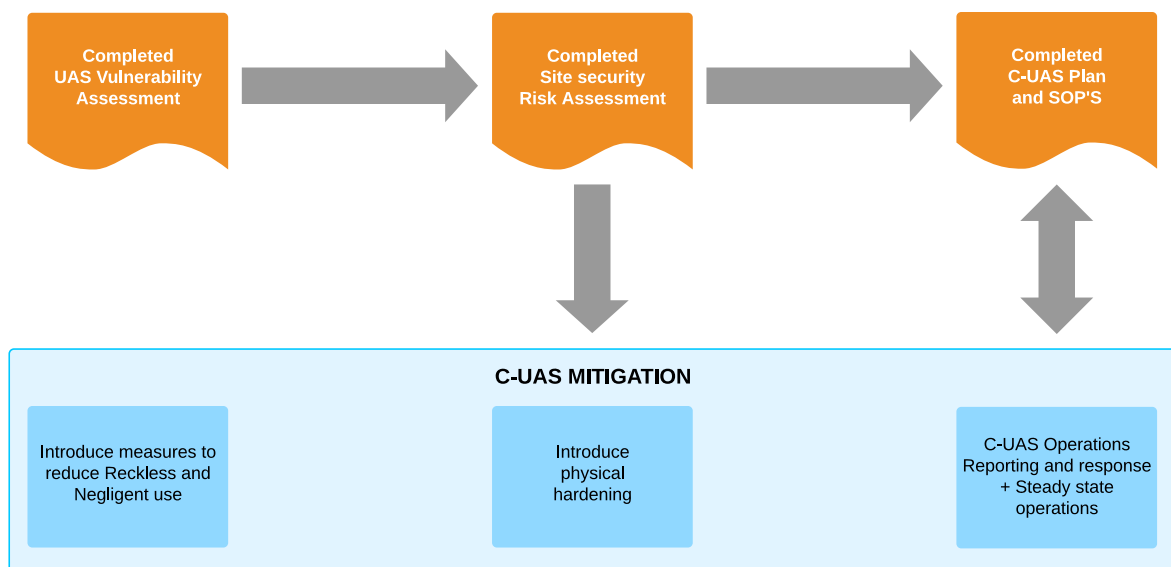 Completed
UAS Vulnerability
Assessment
Completed
Site security
Risk Assessment
Completed
C-UAS Plan
and SOP'S
C-UAS MITIGATION
Introduce measures to
reduce Reckless and
Negligent use
Introduce
physical
hardening
C-UAS Operations
Reporting and response
+ Steady state
operations